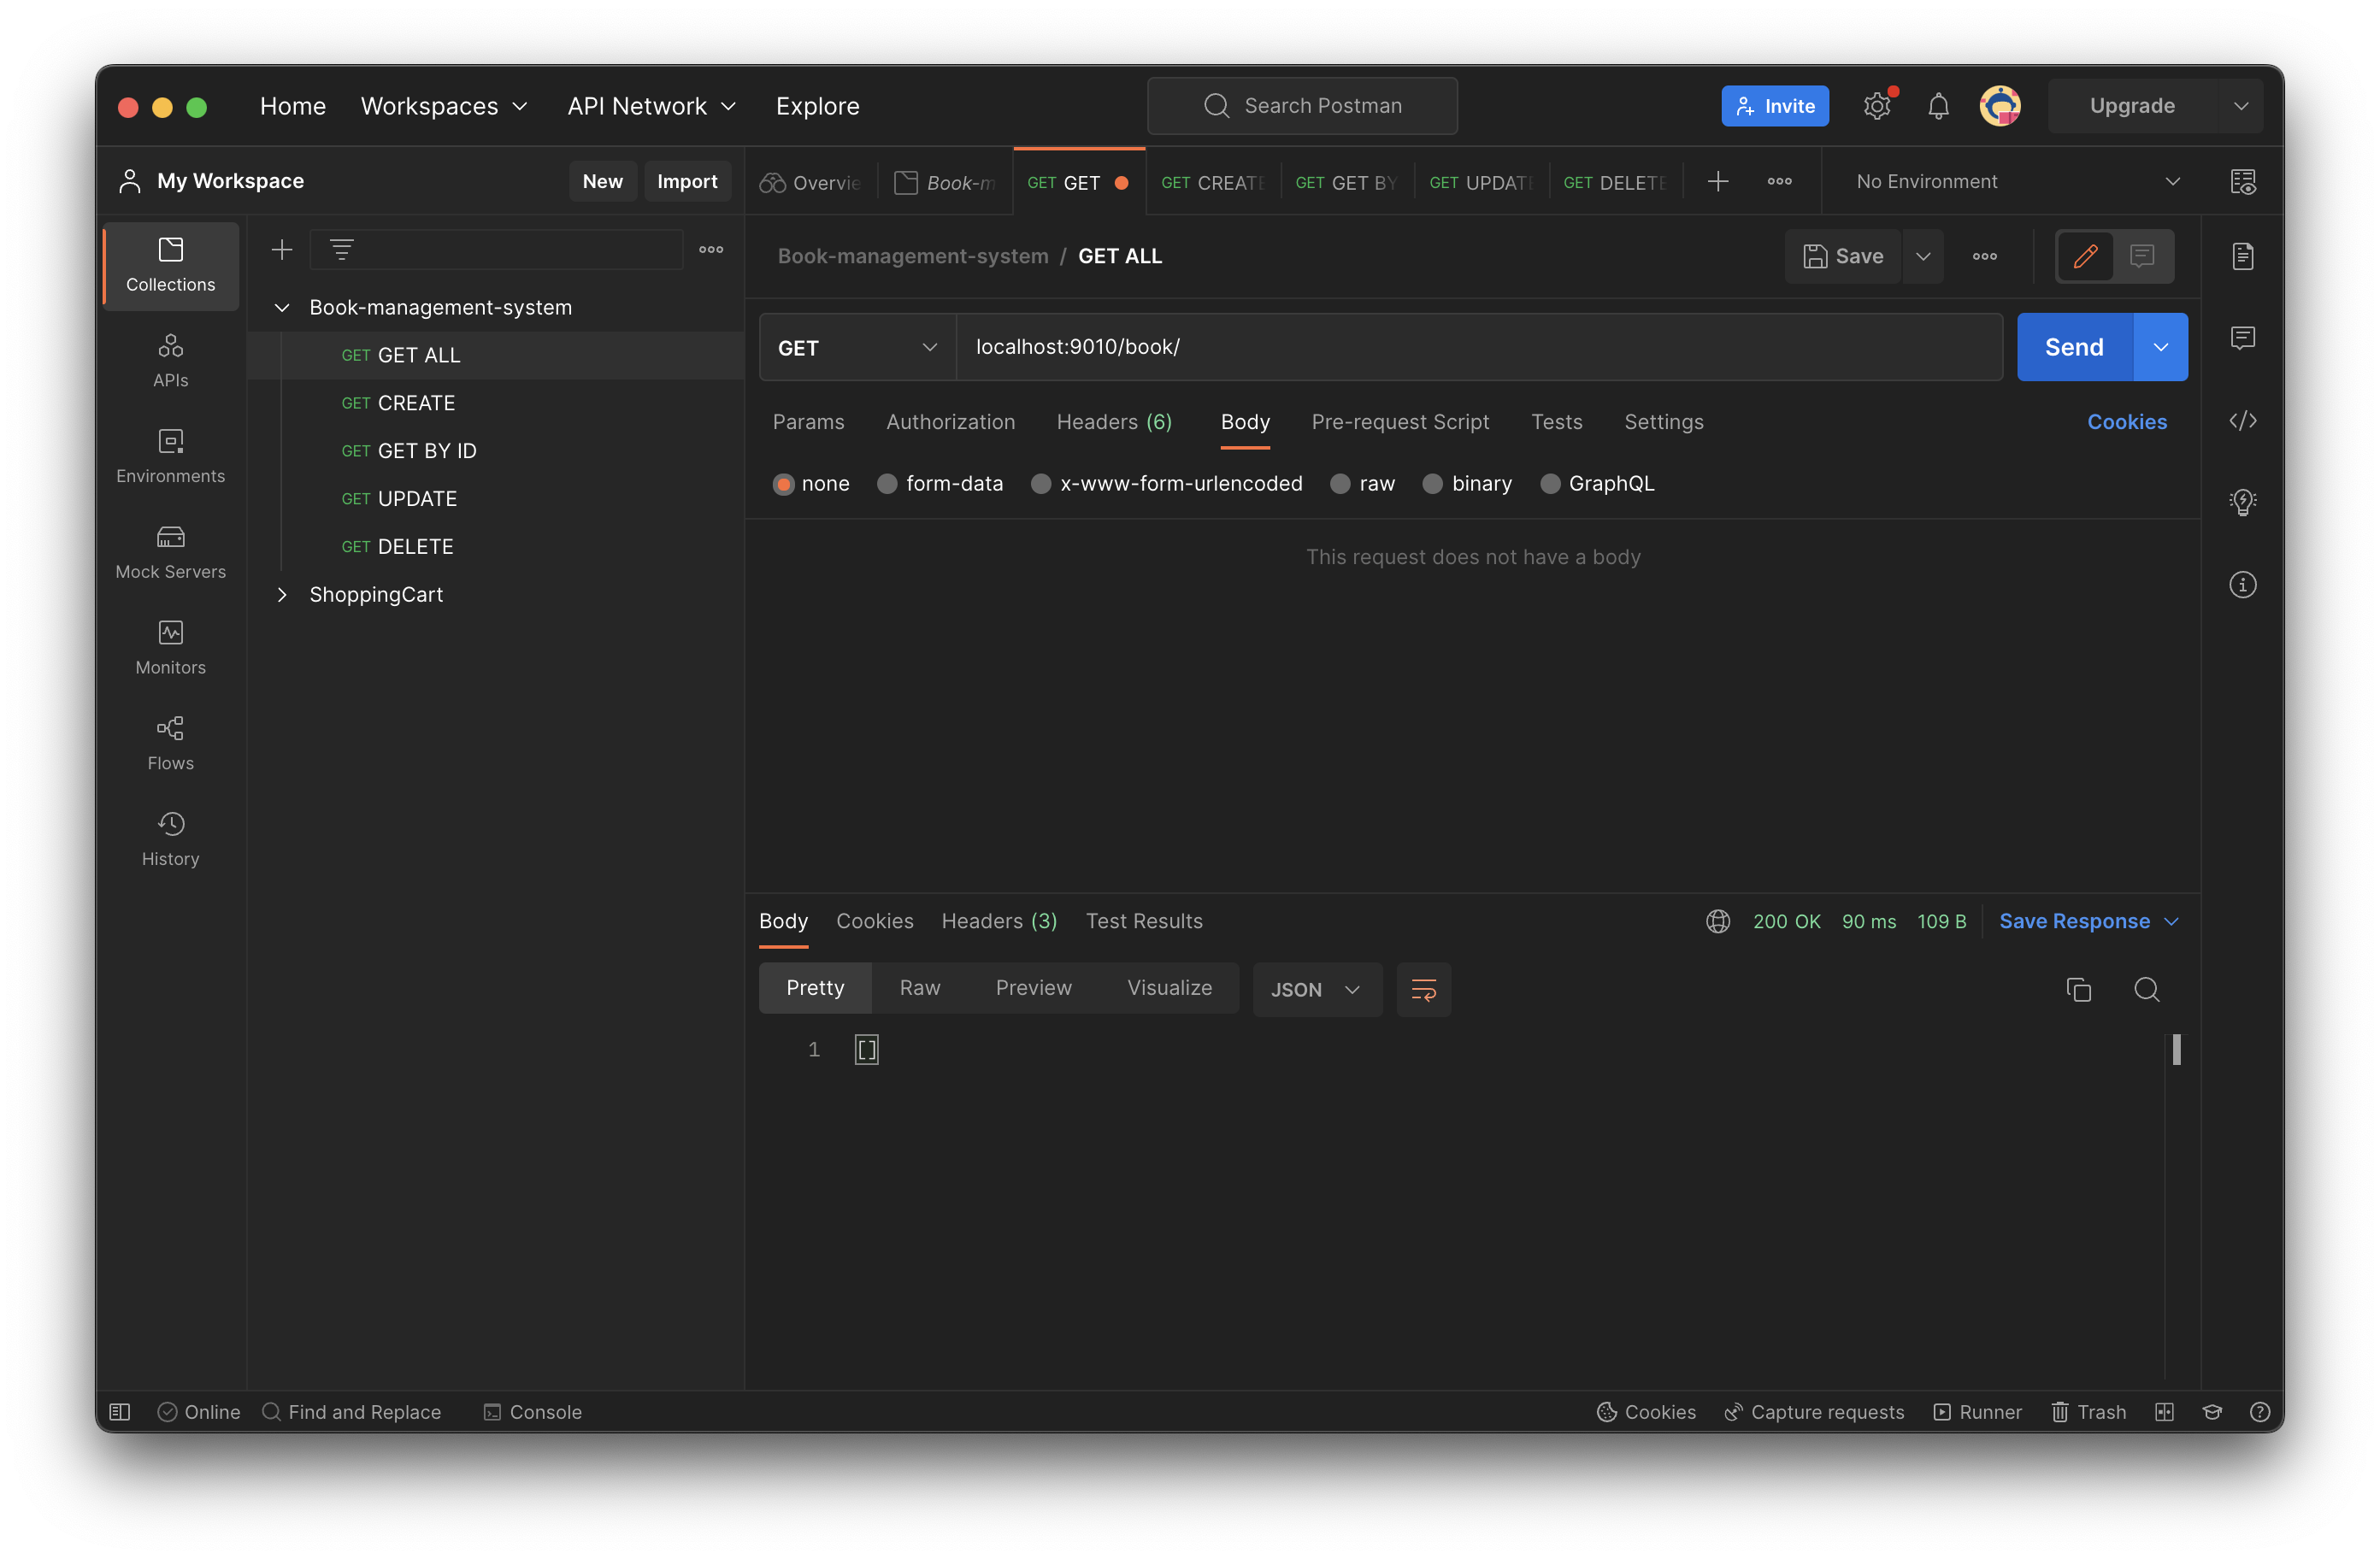 Home Workspaces API Network Explore Search Postman Invite Upgrade
My Workspace New Import Overvie Book-m GET GET GET CREATE GET GET BY GET UPDATE GET DELETE No Environment
Collections
APIs
Environments
Mock Servers
Monitors
Flows
History
Book-management-system
GET GET ALL
GET CREATE
GET GET BY ID
GET UPDATE
GET DELETE
ShoppingCart
Book-management-system / GET ALL Save
GET localhost:9010/book/ Send
Params Authorization Headers (6) Body Pre-request Script Tests Settings Cookies
none form-data x-www-form-urlencoded raw binary GraphQL
This request does not have a body
Body Cookies Headers (3) Test Results 200 OK 90 ms 109 B Save Response
Pretty Raw Preview Visualize JSON
1 []
Online Find and Replace Console Cookies Capture requests Runner Trash